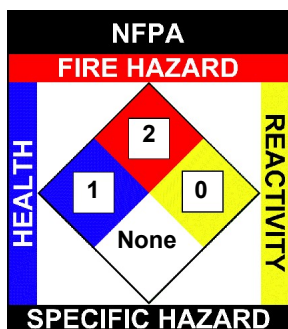 NFPA
FIRE HAZARD
2
HEALTH
1
0
REACTIVITY
None
SPECIFIC HAZARD